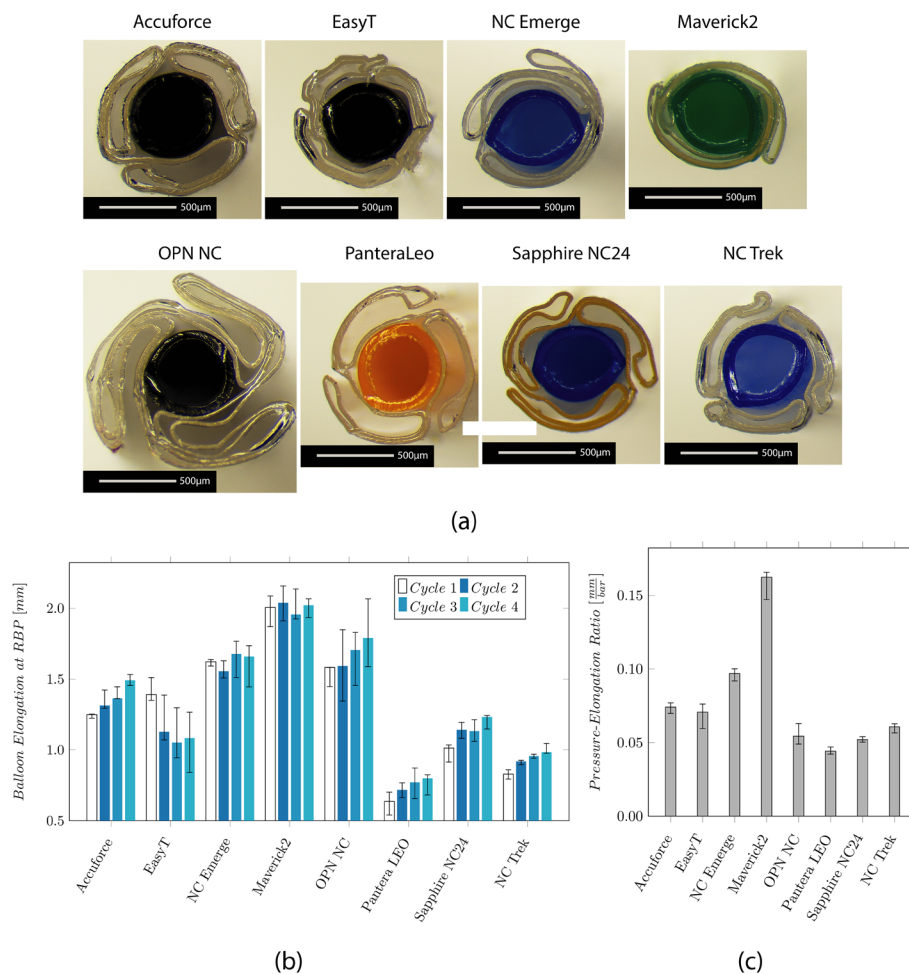 Accuforce EasyT NC Emerge Maverick2
500µm 500µm 500µm 500µm
OPN NC PanteraLeo Sapphire NC24 NC Trek
500µm 500µm 500µm 500µm
(a)
Balloon Elongation at RBP [mm]
2.0
1.5
1.0
0.5
Cycle 1 Cycle 2
Cycle 3 Cycle 4
Accuforce
EasyT
NC Emerge
Maverick2
OPN NC
Pantera LEO
Sapphire NC24
NC Trek
(b)
Pressure-Elongation Ratio [mm/bar]
0.15
0.10
0.05
0.00
Accuforce
EasyT
NC Emerge
Maverick2
OPN NC
Pantera LEO
Sapphire NC24
NC Trek
(c)